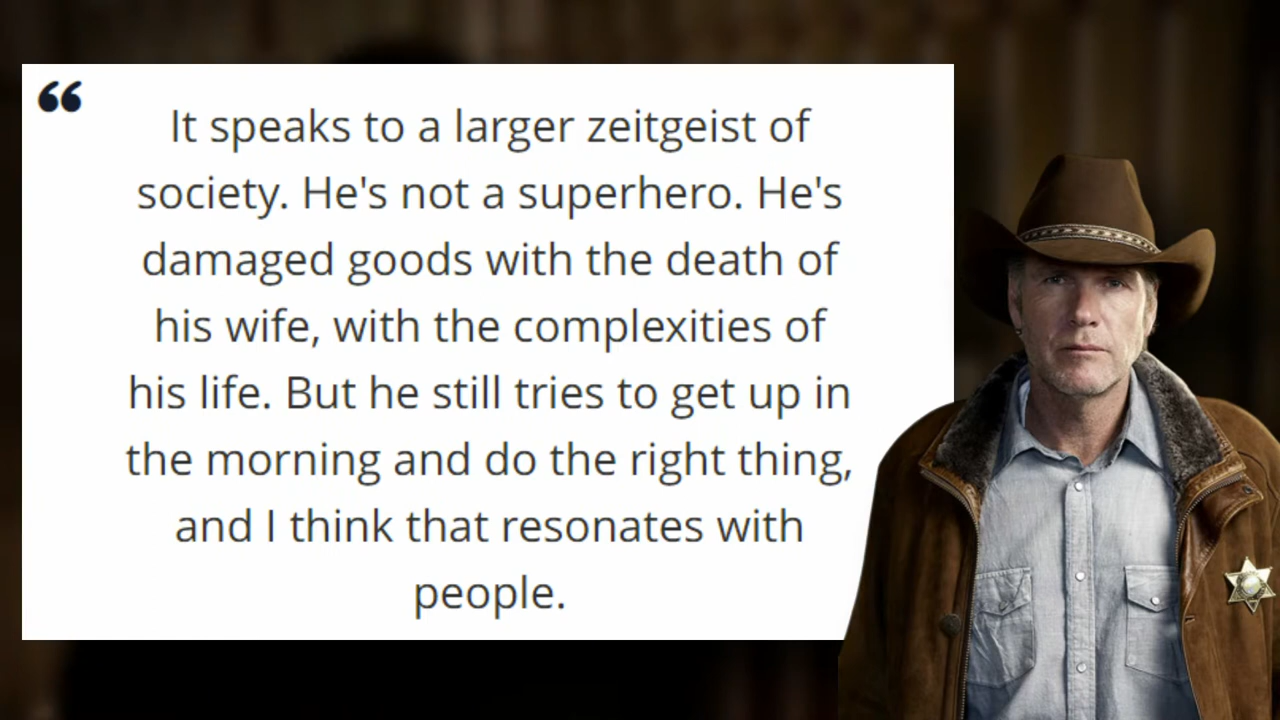 “
It speaks to a larger zeitgeist of
society. He's not a superhero. He's
damaged goods with the death of
his wife, with the complexities of
his life. But he still tries to get up in
the morning and do the right thing,
and I think that resonates with
people.